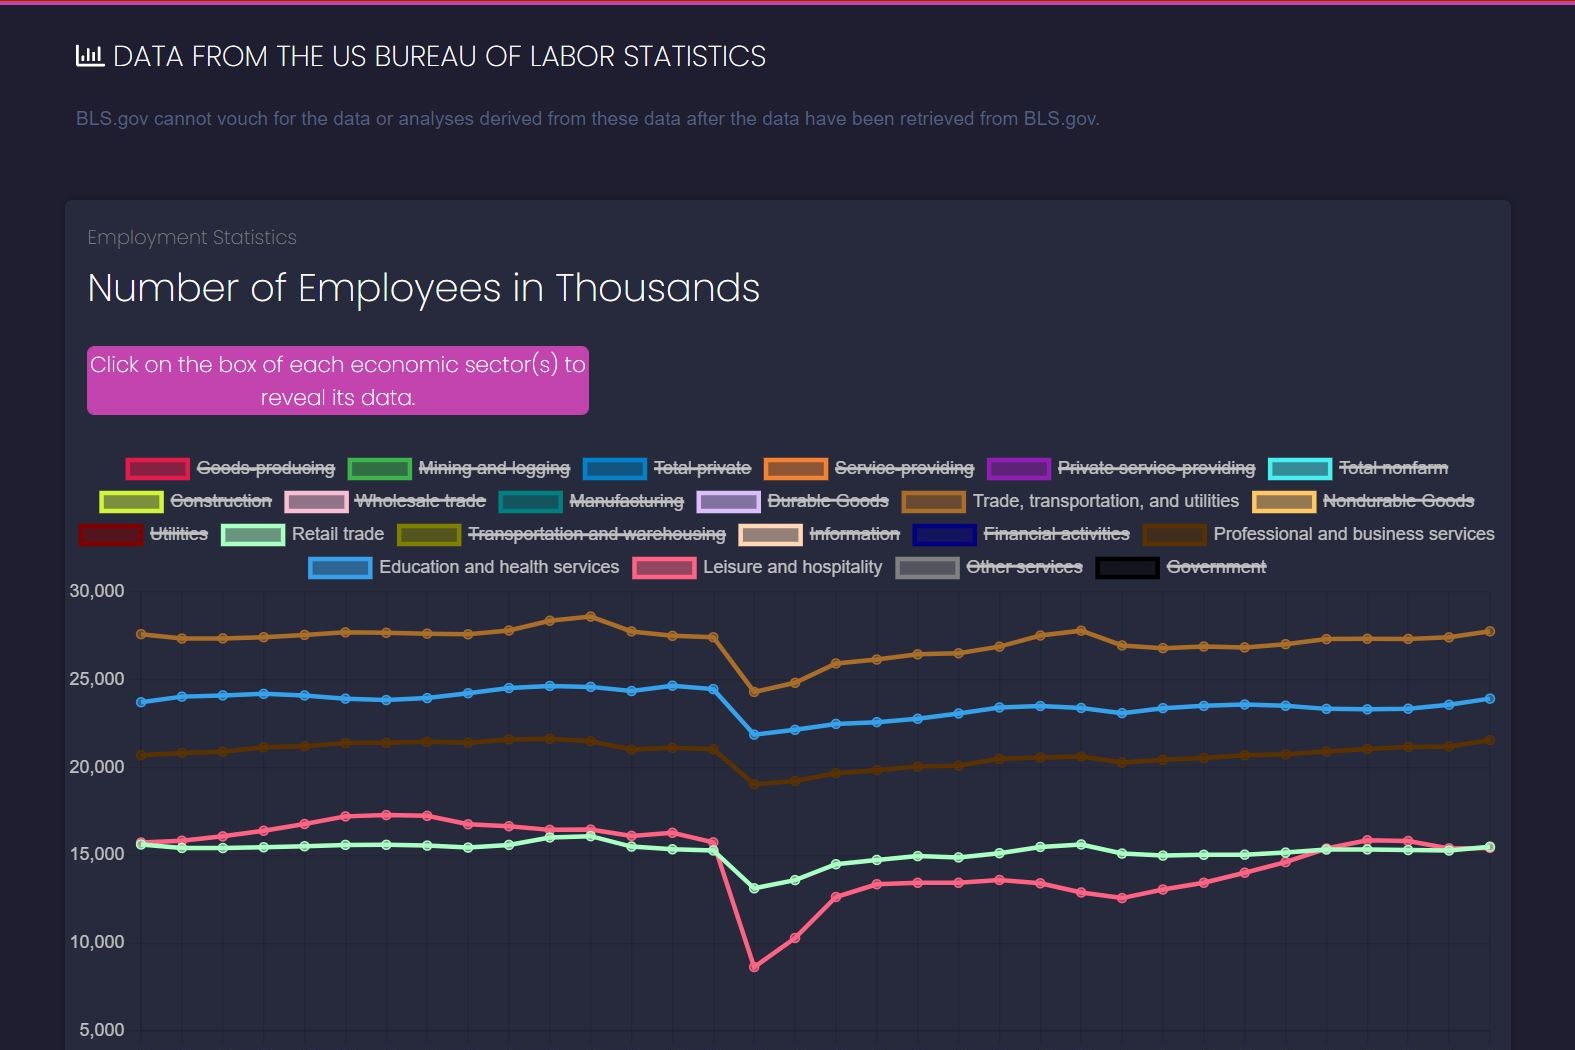 DATA FROM THE US BUREAU OF LABOR STATISTICS
BLS.gov cannot vouch for the data or analyses derived from these data after the data have been retrieved from BLS.gov.
Employment Statistics
Number of Employees in Thousands
Click on the box of each economic sector(s) to
reveal its data.
Goods-producing Mining and logging Total private Service-providing Private service-providing Total nonfarm
Construction Wholesale trade Manufacturing Durable Goods Trade, transportation, and utilities Nondurable Goods
Utilities Retail trade Transportation and warehousing Information Financial activities Professional and business services
Education and health services Leisure and hospitality Other services Government
30,000
25,000
20,000
15,000
10,000
5,000